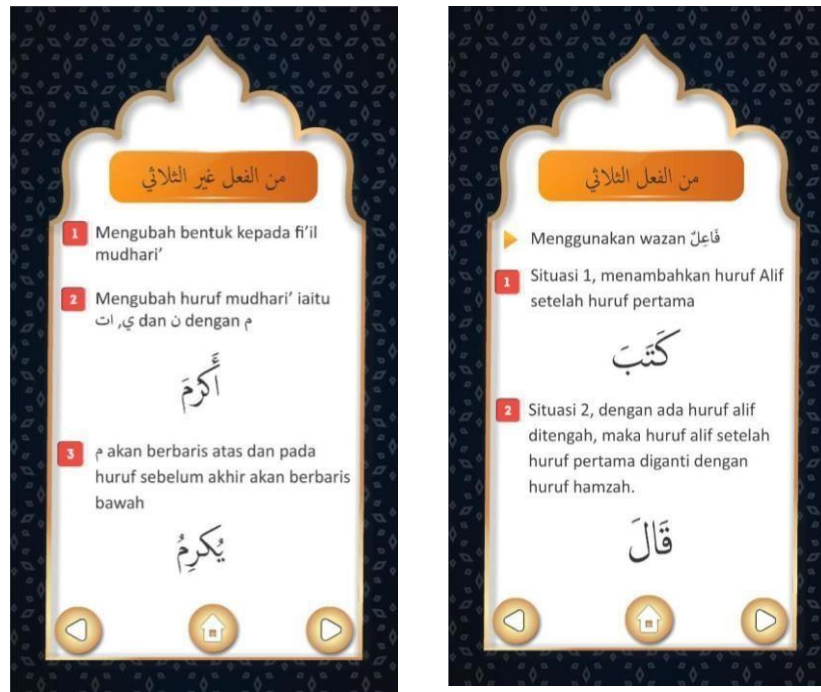 من الفعل غير الثلاثي
1 Mengubah bentuk kepada fi’il
mudhari’
2 Mengubah huruf mudhari’ iaitu
ي, ات dan ن dengan م
أَكرَمَ
3 م akan berbaris atas dan pada
huruf sebelum akhir akan berbaris
bawah
يُكرِمُ
من الفعل الثلاثي
Menggunakan wazan فَاعِلٌ
1 Situasi 1, menambahkan huruf Alif
setelah huruf pertama
كَتَبَ
2 Situasi 2, dengan ada huruf alif
ditengah, maka huruf alif setelah
huruf pertama diganti dengan
huruf hamzah.
قَالَ